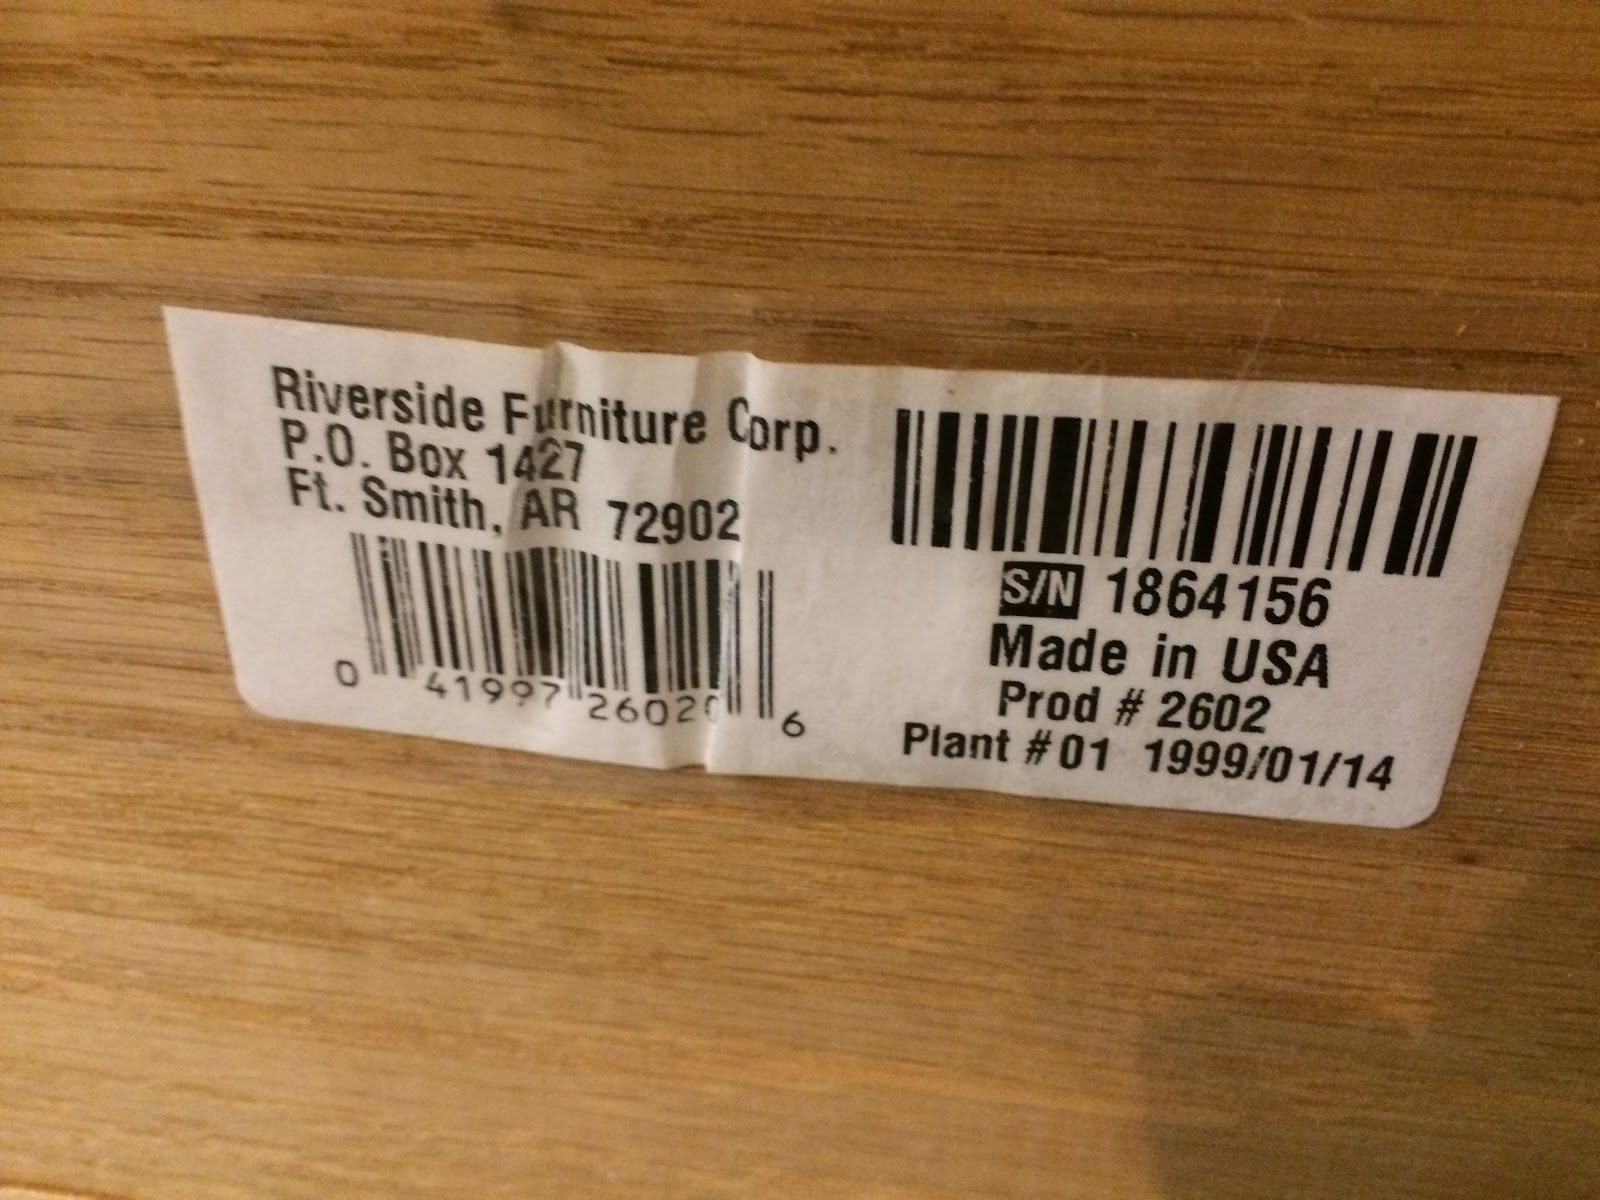 Riverside Furniture Corp.
P.O. Box 1427
Ft. Smith, AR 72902
0 41997 26020 6
S/N 1864156
Made in USA
Prod # 2602
Plant #01 1999/01/14